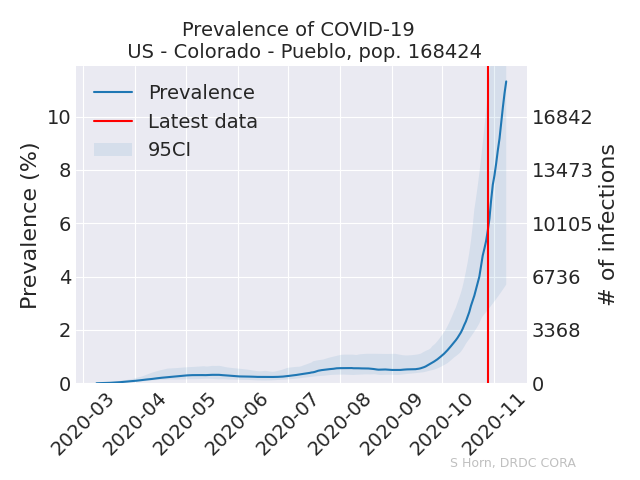 Prevalence of COVID-19
US - Colorado - Pueblo, pop. 168424
Prevalence
Latest data
95CI
Prevalence (%)
10
8
6
4
2
0
16842
13473
10105
6736
3368
0
# of infections
2020-03
2020-04
2020-05
2020-06
2020-07
2020-08
2020-09
2020-10
2020-11
S Horn, DRDC CORA